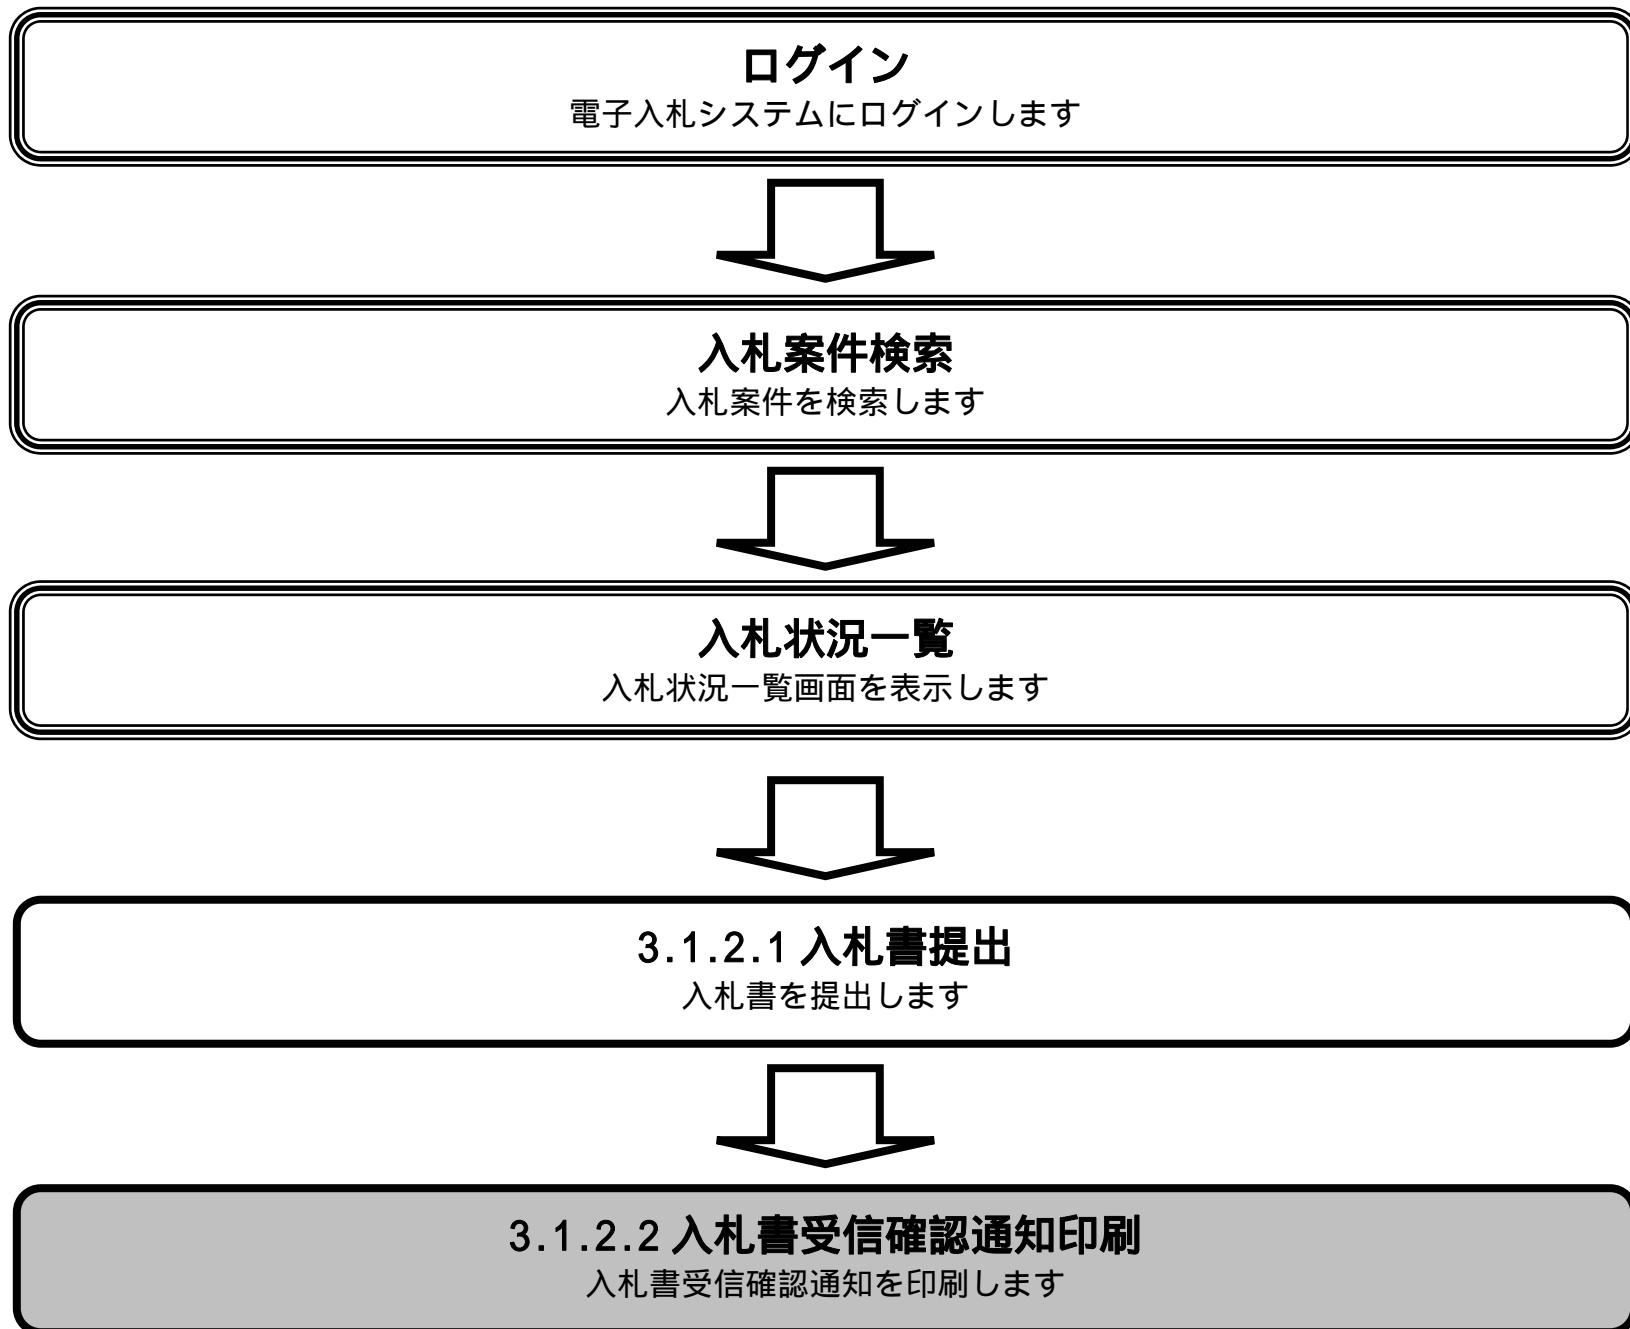 ログイン
電子入札システムにログインします
入札案件検索
入札案件を検索します
入札状況一覧
入札状況一覧画面を表示します
3.1.2.1 入札書提出
入札書を提出します
3.1.2.2 入札書受信確認通知印刷
入札書受信確認通知を印刷します